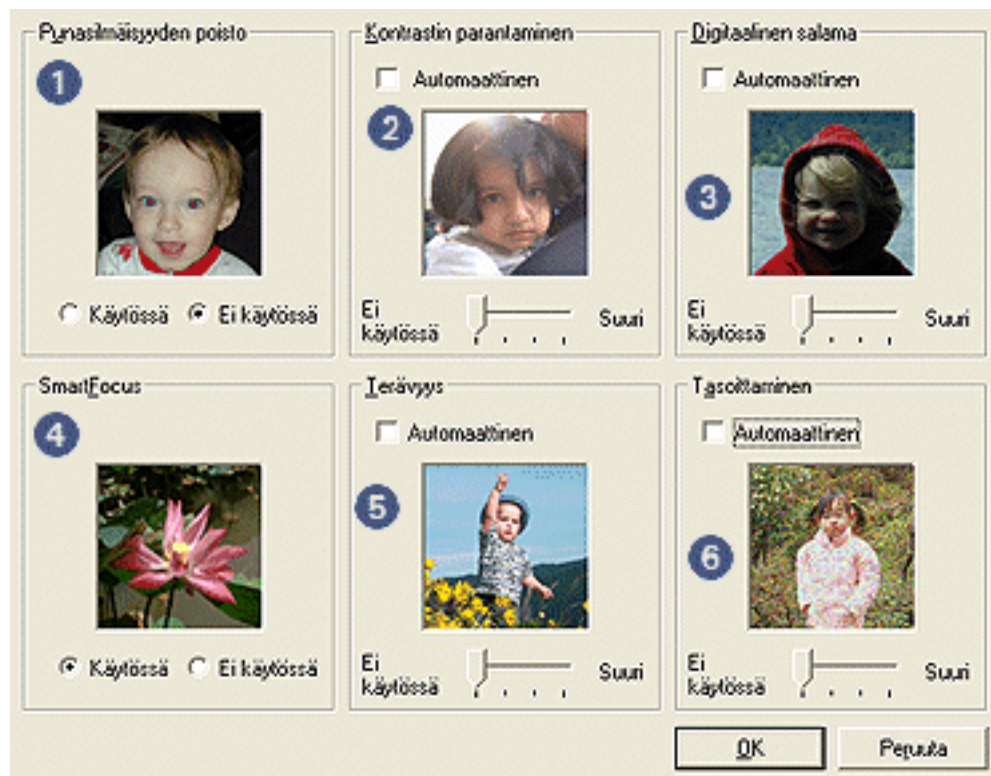 Punasilmäisyyden poisto
1
Käytössä Ei käytössä
Kontrastin parantaminen
Automaattinen
2
Ei käytössä
Suuri
Digitaalinen salama
Automaattinen
3
Ei käytössä
Suuri
SmartFocus
4
Käytössä Ei käytössä
Terävyys
Automaattinen
5
Ei käytössä
Suuri
Tasoittaminen
Automaattinen
6
Ei käytössä
Suuri
OK Peruuta